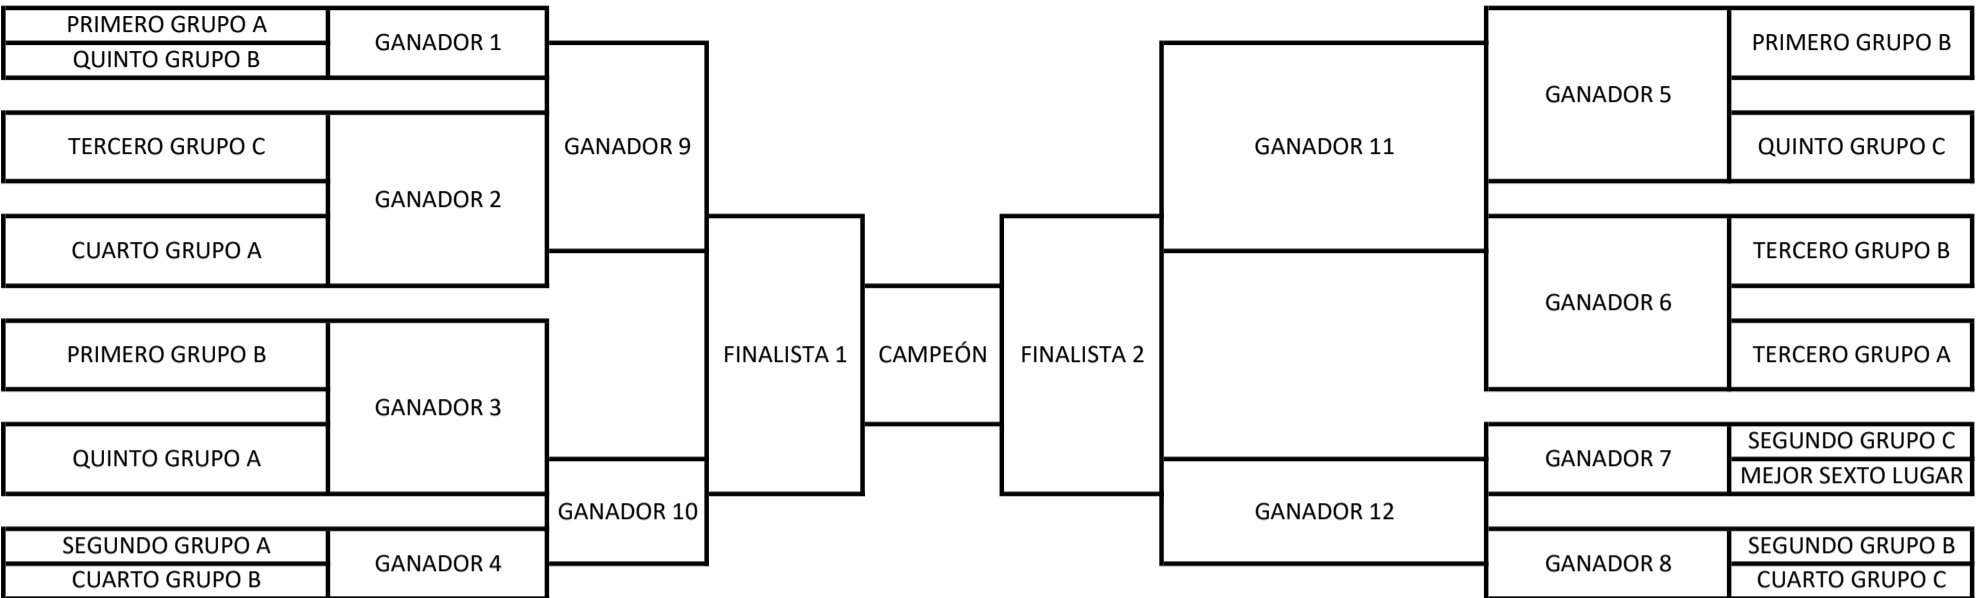 PRIMERO GRUPO A
QUINTO GRUPO B
GANADOR 1
TERCERO GRUPO C
CUARTO GRUPO A
GANADOR 2
GANADOR 9
PRIMERO GRUPO B
QUINTO GRUPO A
GANADOR 3
SEGUNDO GRUPO A
CUARTO GRUPO B
GANADOR 4
GANADOR 10
FINALISTA 1
CAMPEÓN
FINALISTA 2
GANADOR 11
GANADOR 12
GANADOR 5
PRIMERO GRUPO B
QUINTO GRUPO C
GANADOR 6
TERCERO GRUPO B
TERCERO GRUPO A
GANADOR 7
SEGUNDO GRUPO C
MEJOR SEXTO LUGAR
GANADOR 8
SEGUNDO GRUPO B
CUARTO GRUPO C